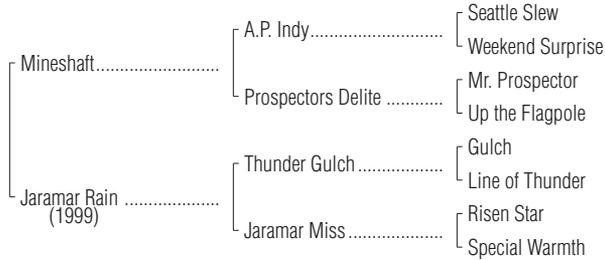 Seattle Slew
A.P. Indy..............................
Weekend Surprise
Mineshaft............................
Mr. Prospector
Prospectors Delite .............
Up the Flagpole
Gulch
Thunder Gulch....................
Line of Thunder
Jaramar Rain .....................
(1999)
Risen Star
Jaramar Miss......................
Special Warmth